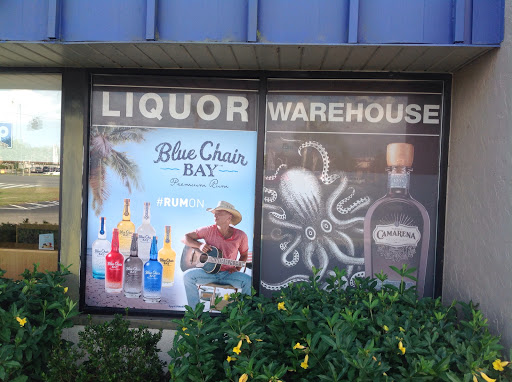 LIQUOR WAREHOUSE
Blue Chair
BAY
Premium Rum
#RUMON
CAMARENA